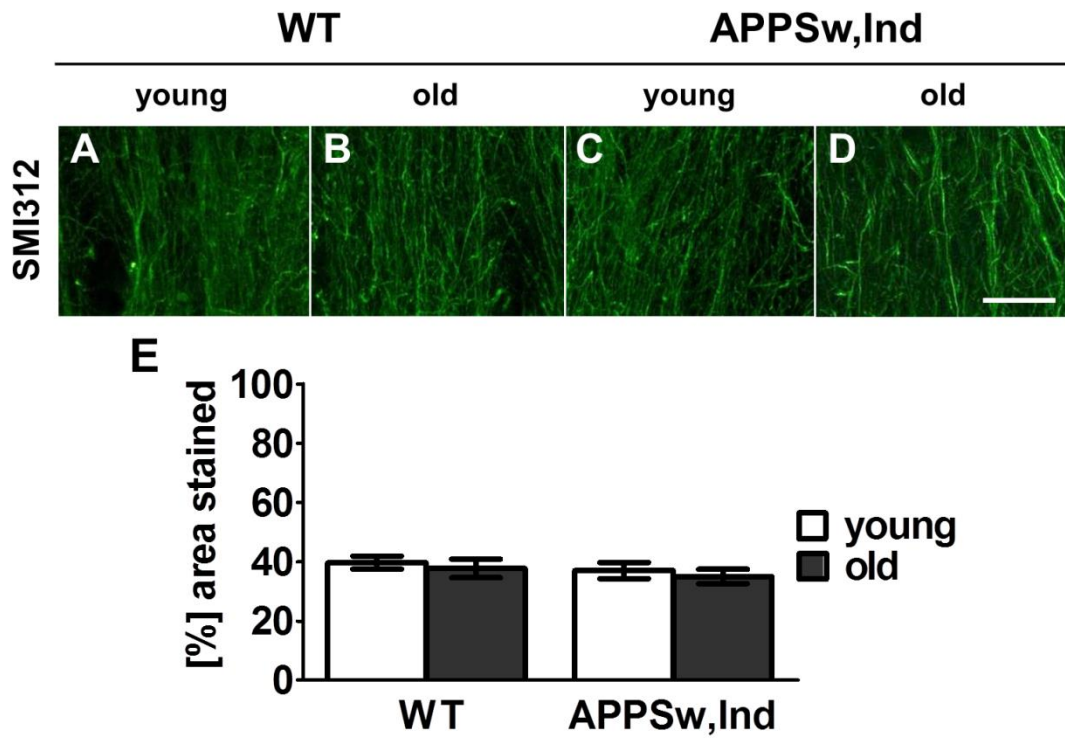 WT APPSw,Ind
young old young old
SMI312
A B C D
E
[%] area stained
100
80
60
40
20
0
young
old
WT APPSw,Ind